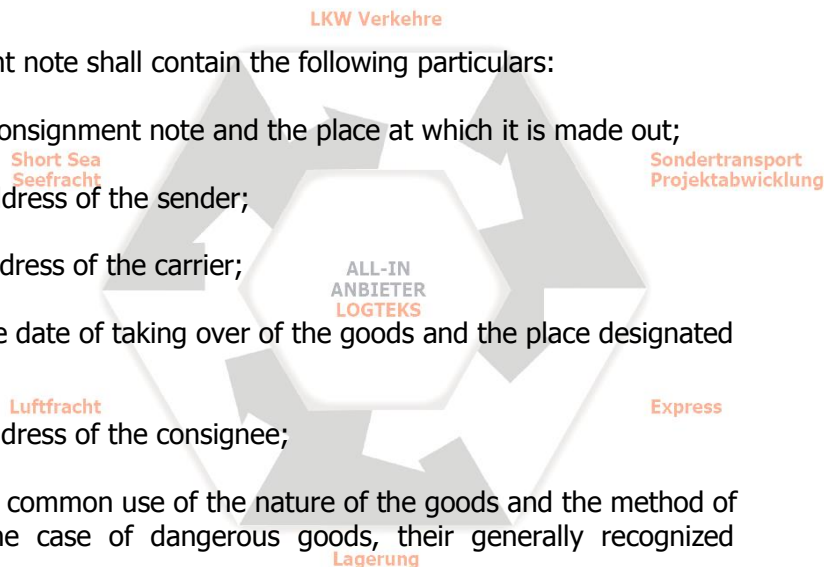 LKW Verkehre
nt note shall contain the following particulars:
onsignment note and the place at which it is made out;
Short Sea
Seefracht
Sondertransport
Projektabwicklung
dress of the sender;
dress of the carrier;
ALL-IN
ANBIETER
LOGTEKS
e date of taking over of the goods and the place designated
Luftfracht
Express
dress of the consignee;
common use of the nature of the goods and the method of
ne case of dangerous goods, their generally recognized
Lagerung